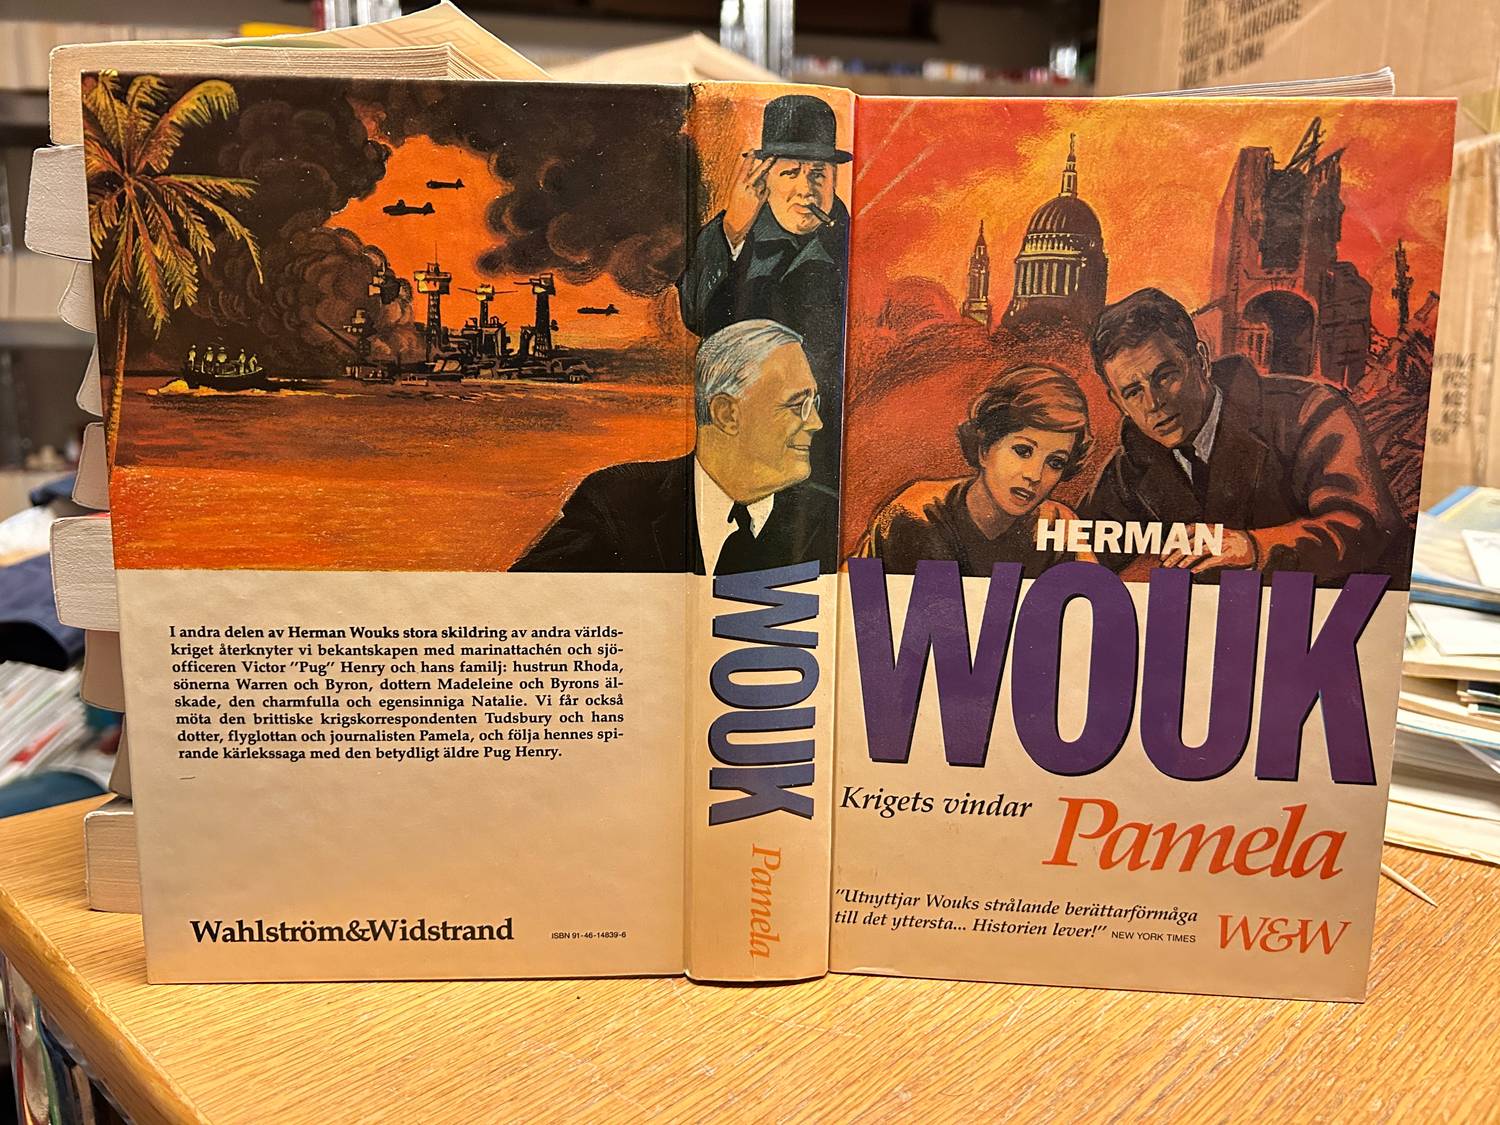 I andra delen av Herman Wouks stora skildring av andra världs-
kriget återknyter vi bekantskapen med marinattachén och sjö-
officeren Victor ”Pug” Henry och hans familj: hustrun Rhoda,
sönerna Warren och Byron, dottern Madeleine och Byrons äl-
skade, den charmfulla och egensinniga Natalie. Vi får också
möta den brittiske krigskorrespondenten Tudsbury och hans
dotter, flyglottan och journalisten Pamela, och följa hennes spi-
rande kärlekssaga med den betydligt äldre Pug Henry.
Wahlström&Widstrand
ISBN 91-46-14839-6
WOUK
Pamela
HERMAN
WOUK
Krigets vindar
Pamela
”Utnyttjar Wouks strålande berättarförmåga
till det yttersta... Historien lever!” NEW YORK TIMES
W&W
LANGUAGE
MADE IN CHINA